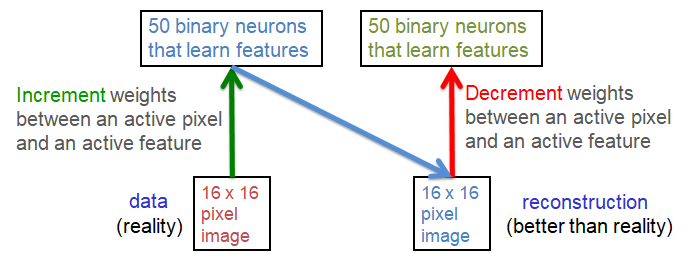 50 binary neurons
that learn features
50 binary neurons
that learn features
Increment weights
between an active pixel
and an active feature
Decrement weights
between an active pixel
and an active feature
data
(reality)
16 x 16
pixel
image
16 x 16
pixel
image
reconstruction
(better than reality)